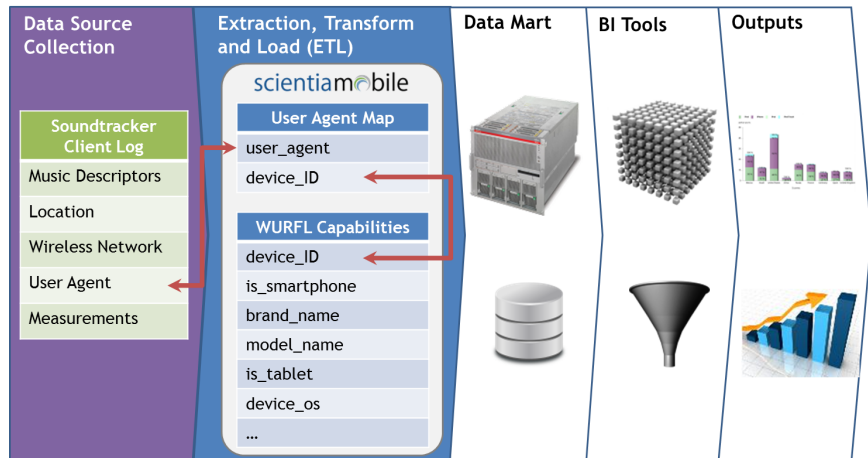 Data Source
Collection
Extraction, Transform
and Load (ETL)
Data Mart
BI Tools
Outputs
scientiamobile
Soundtracker
Client Log
Music Descriptors
Location
Wireless Network
User Agent
Measurements
User Agent Map
user_agent
device_ID
WURFL Capabilities
device_ID
is_smartphone
brand_name
model_name
is_tablet
device_os
...